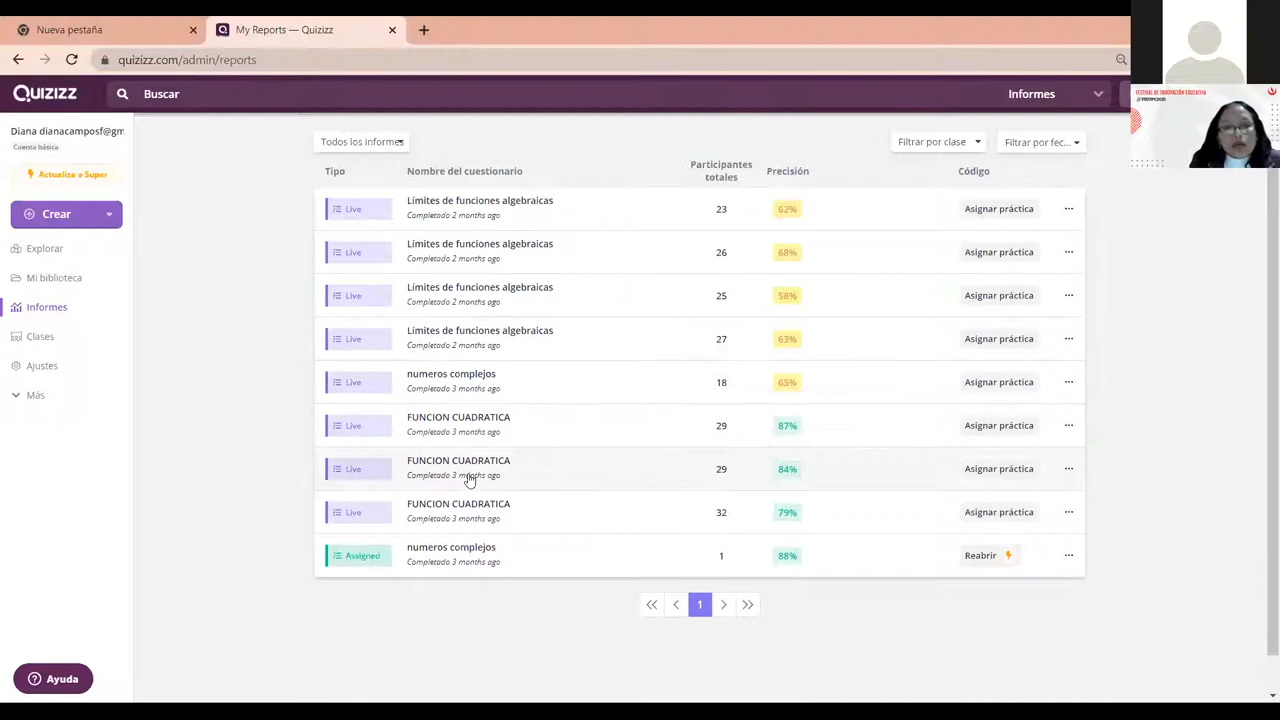 Nueva pestaña
My Reports — Quizizz
quizizz.com/admin/reports
Quizizz
Buscar
Informes
FESTIVAL DE INNOVACIÓN EDUCATIVA
Diana dianacamposf@gm
Cuenta básica
Actualiza a Super
Crear
Explorar
Mi biblioteca
Informes
Clases
Ajustes
Más
Ayuda
Todos los informes
Filtrar por clase
Filtrar por fec...
Tipo Nombre del cuestionario Participantes totales Precisión Código
Live Límites de funciones algebraicas 23 62% Asignar práctica
Completado 2 months ago
Live Límites de funciones algebraicas 26 68% Asignar práctica
Completado 2 months ago
Live Límites de funciones algebraicas 25 58% Asignar práctica
Completado 2 months ago
Live Límites de funciones algebraicas 27 63% Asignar práctica
Completado 2 months ago
Live numeros complejos 18 65% Asignar práctica
Completado 3 months ago
Live FUNCION CUADRATICA 29 87% Asignar práctica
Completado 3 months ago
Live FUNCION CUADRATICA 29 84% Asignar práctica
Completado 3 months ago
Live FUNCION CUADRATICA 32 79% Asignar práctica
Completado 3 months ago
Assigned numeros complejos 1 88% Reabrir
Completado 3 months ago
1